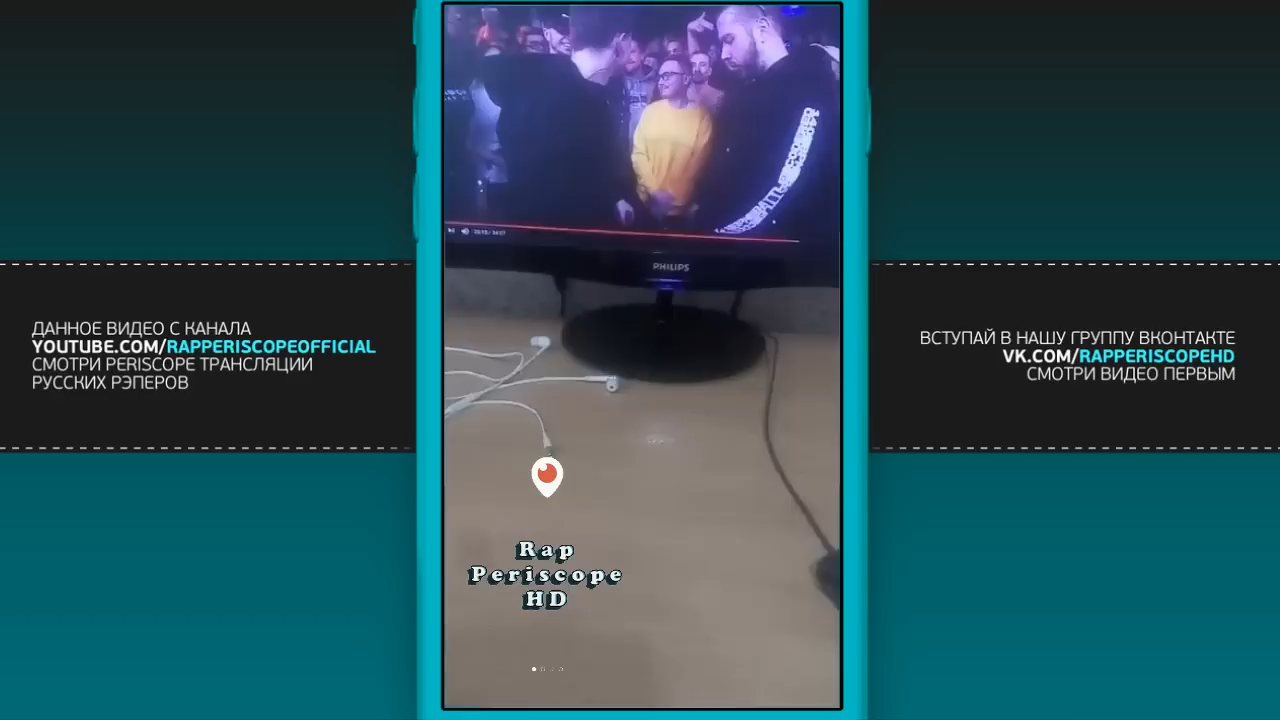 ДАННОЕ ВИДЕО С КАНАЛА
YOUTUBE.COM/RAPPERISCOPEOFFICIAL
СМОТРИ PERISCOPE ТРАНСЛЯЦИИ
РУССКИХ РЭПЕРОВ
ВСТУПАЙ В НАШУ ГРУППУ ВКОНТАКТЕ
VK.COM/RAPPERISCOPEHD
СМОТРИ ВИДЕО ПЕРВЫМ
PHILIPS
Rap
Periscope
HD